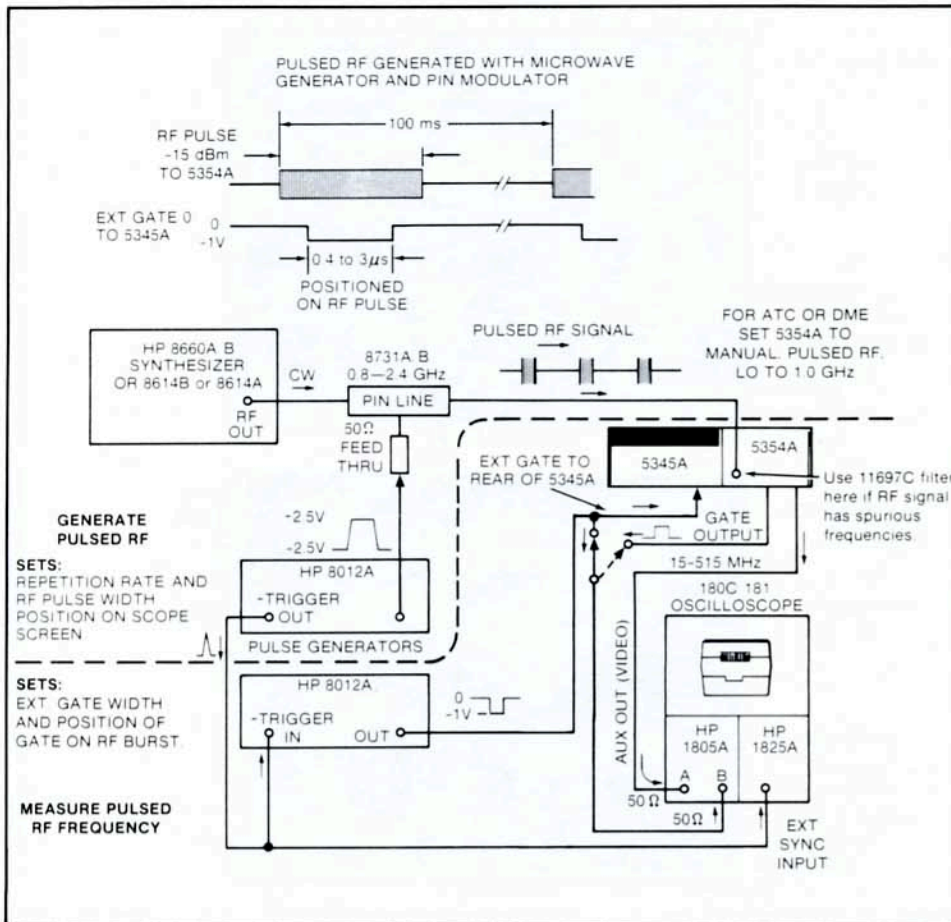 PULSED RF GENERATED WITH MICROWAVE
GENERATOR AND PIN MODULATOR
100 ms
RF PULSE
-15 dBm
TO 5354A
EXT GATE 0
TO 5345A
0
-1V
0.4 to 3µs
POSITIONED
ON RF PULSE
HP 8660A B
SYNTHESIZER
OR 8614B or 8614A
RF
OUT
CW
8731A B
0.8—2.4 GHz
PIN LINE
50Ω
FEED
THRU
PULSED RF SIGNAL
FOR ATC OR DME
SET 5354A TO
MANUAL. PULSED RF.
LO TO 1.0 GHz
EXT GATE TO
REAR OF 5345A
5345A
5354A
Use 11697C filter
here if RF signal
has spurious
frequencies
GATE
OUTPUT
15-515 MHz
180C 181
OSCILLOSCOPE
GENERATE
PULSED RF
SETS:
REPETITION RATE AND
RF PULSE WIDTH
POSITION ON SCOPE
SCREEN
-2.5V
-2.5V
HP 8012A
-TRIGGER
OUT
PULSE GENERATORS
AUX OUT (VIDEO)
SETS:
EXT. GATE WIDTH
AND POSITION OF
GATE ON RF BURST.
HP 8012A
-TRIGGER
IN
OUT
0
-1V
HP
1805A
HP
1825A
A
B
50Ω
50Ω
EXT
SYNC
INPUT
MEASURE PULSED
RF FREQUENCY